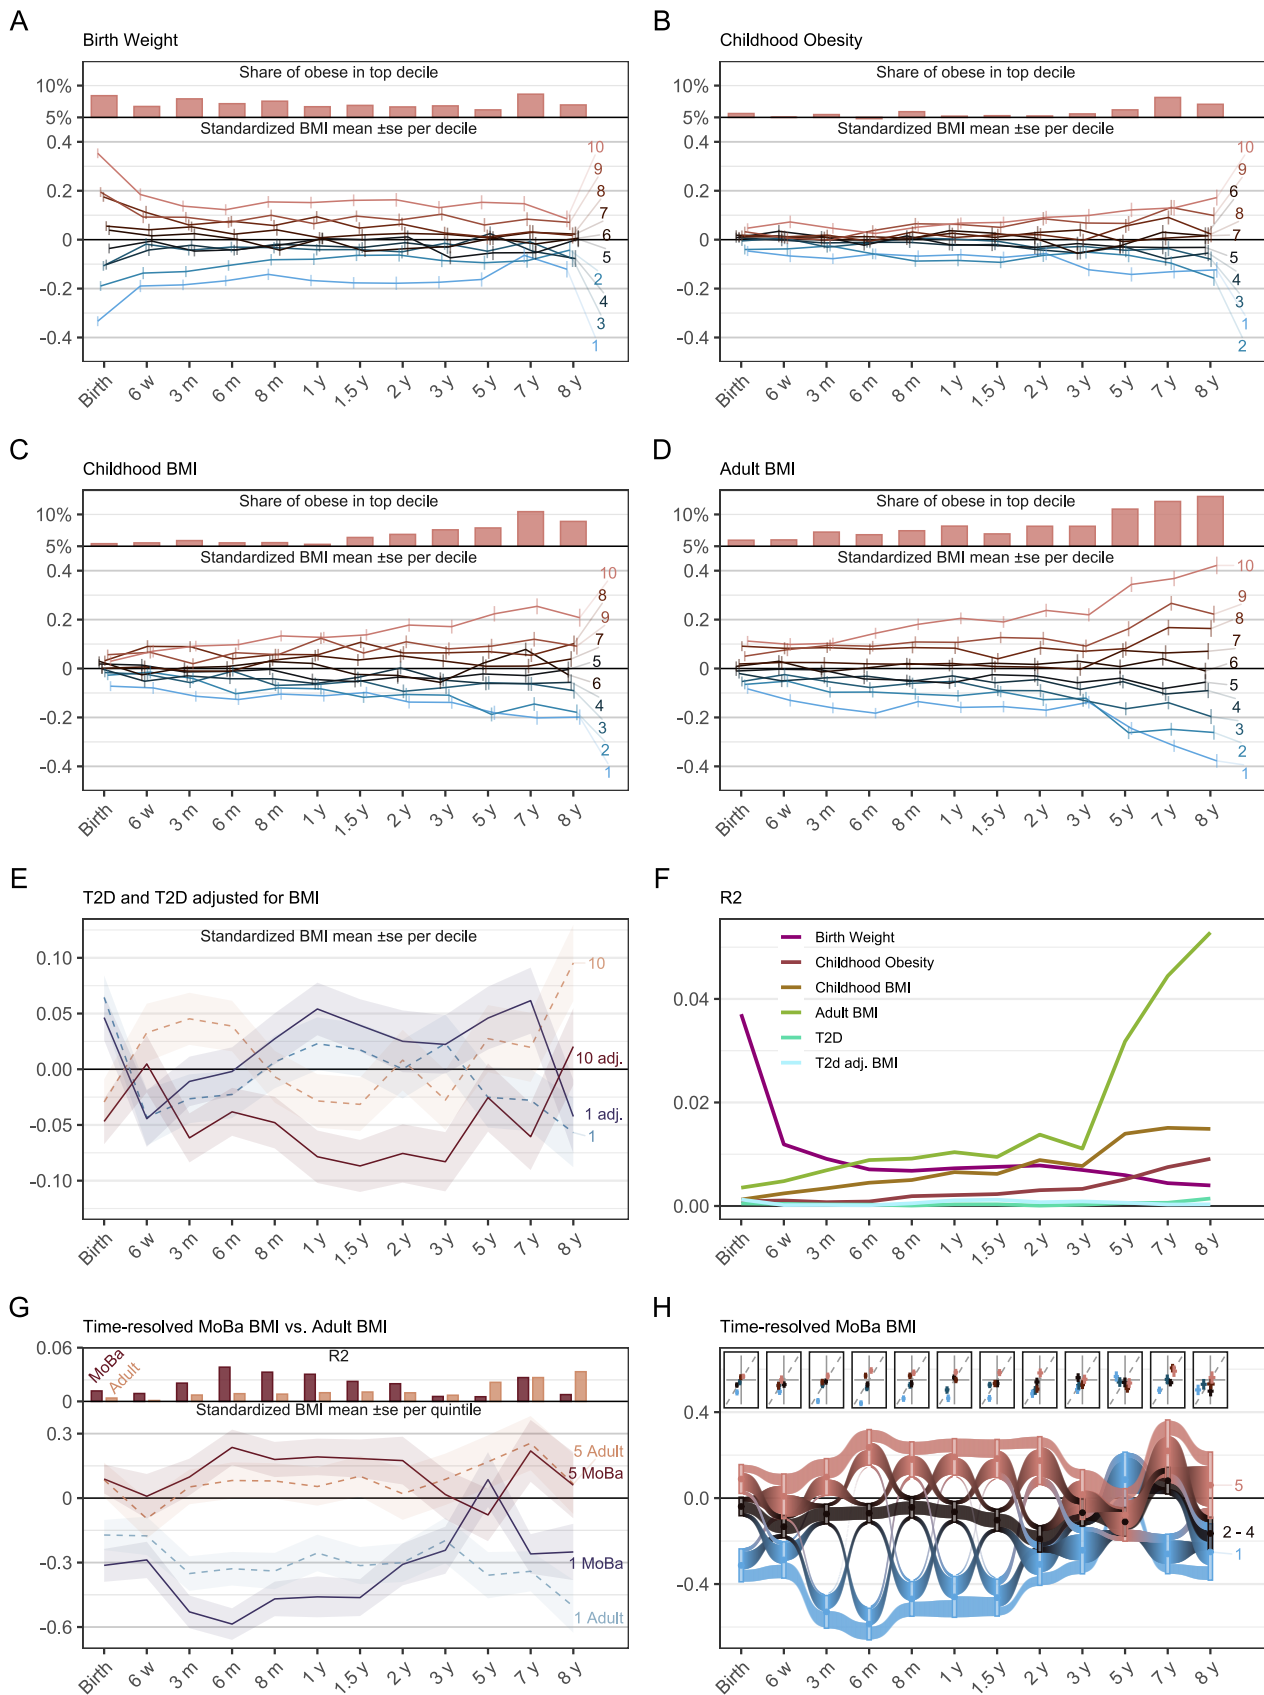 A
Birth Weight
Share of obese in top decile
10%
5%
Standardized BMI mean ±se per decile
0.4
0.2
0
-0.2
-0.4
10
9
8
7
6
5
2
4
3
1
Birth 6 w 3 m 6 m 8 m 1 y 1.5 y 2 y 3 y 5 y 7 y 8 y
B
Childhood Obesity
Share of obese in top decile
10%
5%
Standardized BMI mean ±se per decile
0.4
0.2
0
-0.2
-0.4
10
9
6
8
7
5
4
3
1
2
Birth 6 w 3 m 6 m 8 m 1 y 1.5 y 2 y 3 y 5 y 7 y 8 y
C
Childhood BMI
Share of obese in top decile
10%
5%
Standardized BMI mean ±se per decile
0.4
0.2
0
-0.2
-0.4
10
8
9
7
5
6
4
3
2
1
Birth 6 w 3 m 6 m 8 m 1 y 1.5 y 2 y 3 y 5 y 7 y 8 y
D
Adult BMI
Share of obese in top decile
10%
5%
Standardized BMI mean ±se per decile
0.4
0.2
0
-0.2
-0.4
10
9
8
7
6
5
4
3
2
1
Birth 6 w 3 m 6 m 8 m 1 y 1.5 y 2 y 3 y 5 y 7 y 8 y
E
T2D and T2D adjusted for BMI
Standardized BMI mean ±se per decile
0.10
0.05
0.00
-0.05
-0.10
10
10 adj.
1 adj.
1
Birth 6 w 3 m 6 m 8 m 1 y 1.5 y 2 y 3 y 5 y 7 y 8 y
F
R2
Birth Weight
Childhood Obesity
Childhood BMI
Adult BMI
T2D
T2d adj. BMI
0.04
0.02
0.00
Birth 6 w 3 m 6 m 8 m 1 y 1.5 y 2 y 3 y 5 y 7 y 8 y
G
Time-resolved MoBa BMI vs. Adult BMI
0.06
0
MoBa
Adult
R2
Standardized BMI mean ±se per quintile
0.3
0
-0.3
-0.6
5 Adult
5 MoBa
1 MoBa
1 Adult
Birth 6 w 3 m 6 m 8 m 1 y 1.5 y 2 y 3 y 5 y 7 y 8 y
H
Time-resolved MoBa BMI
0.4
0.0
-0.4
5
2 - 4
1
Birth 6 w 3 m 6 m 8 m 1 y 1.5 y 2 y 3 y 5 y 7 y 8 y